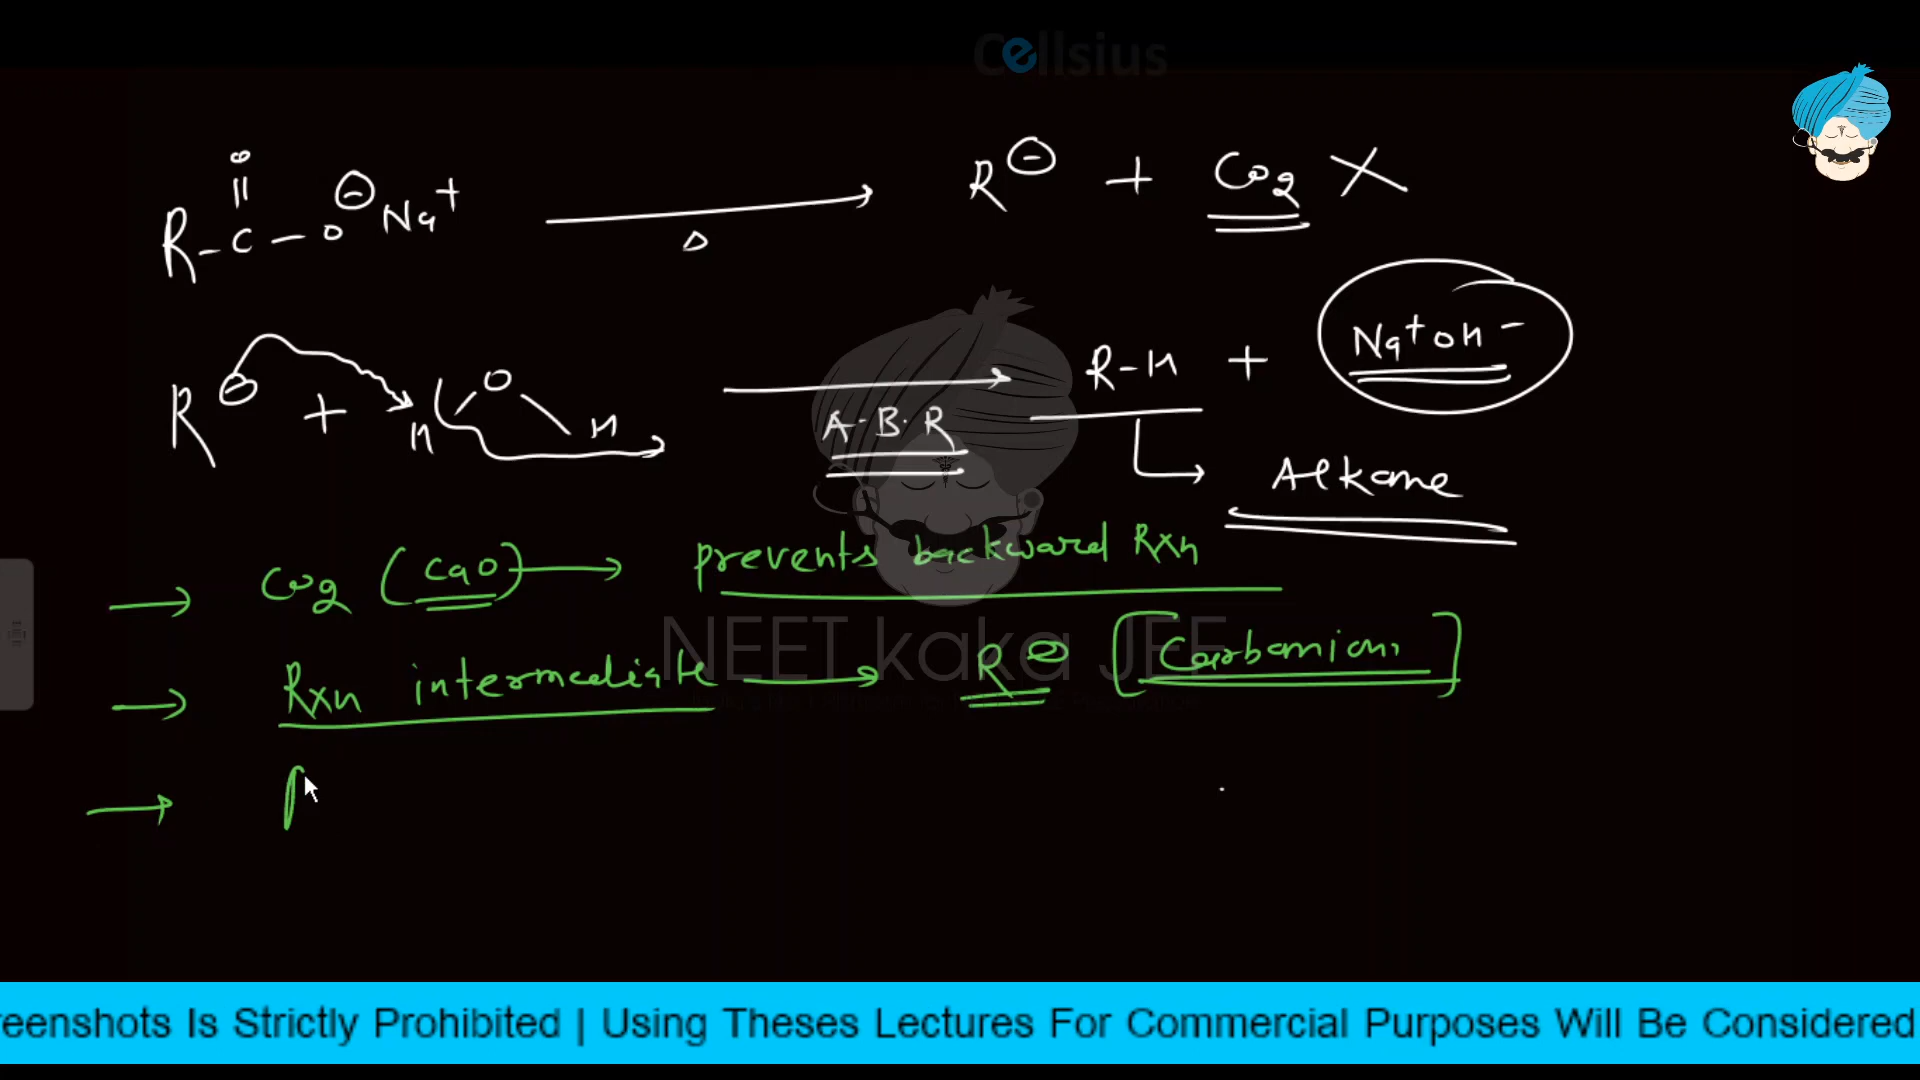 Cellsius
O
||
R-C-O⊖Na+ →Δ R⊖ + CO2 X
R⊖ + H O H →A.B.R R-H + Na+OH-
Alkane
→ CO2 (CaO) → prevents backward Rxn
NEET kaka JEE
→ Rxn intermediate → R⊖ [Carbanion]
→
reenshots Is Strictly Prohibited | Using Theses Lectures For Commercial Purposes Will Be Considered